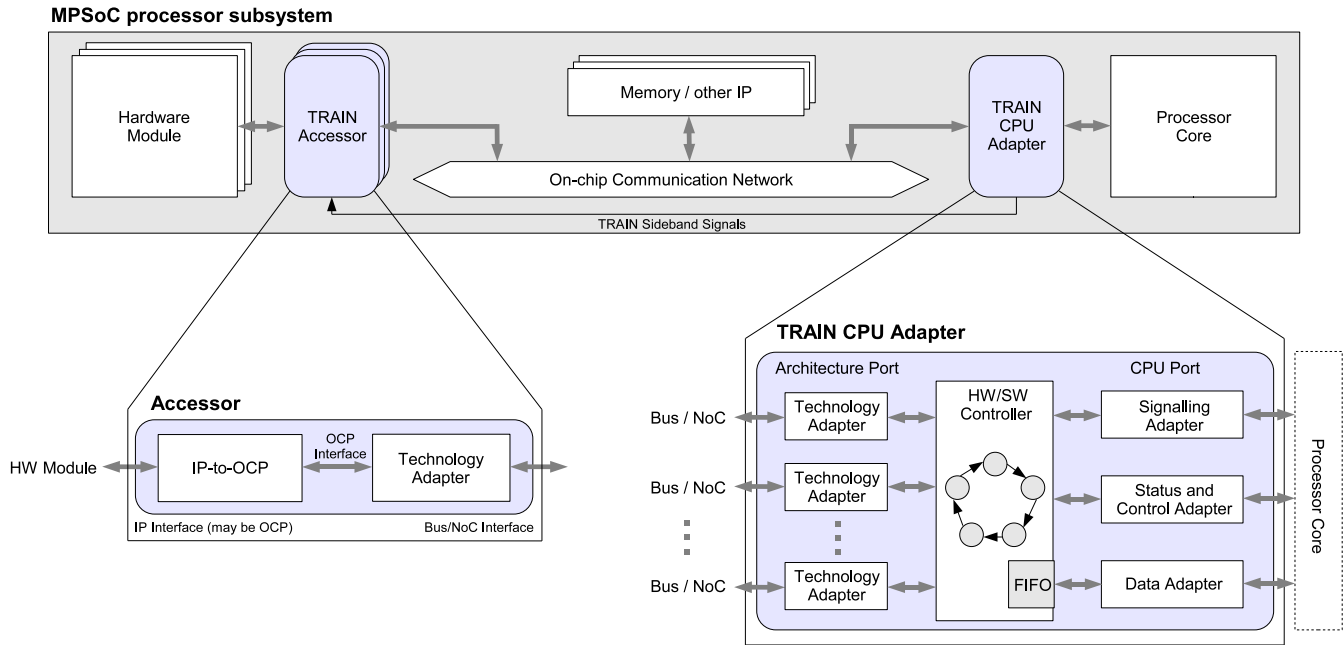 MPSoC processor subsystem
Hardware
Module
TRAIN
Accessor
Memory / other IP
On-chip Communication Network
TRAIN
CPU
Adapter
Processor
Core
TRAIN Sideband Signals
Accessor
HW Module
IP-to-OCP
OCP
Interface
Technology
Adapter
IP Interface (may be OCP)
Bus/NoC Interface
TRAIN CPU Adapter
Architecture Port
CPU Port
Bus / NoC
Technology
Adapter
HW/SW
Controller
Signalling
Adapter
Bus / NoC
Technology
Adapter
Status and
Control Adapter
Bus / NoC
Technology
Adapter
FIFO
Data Adapter
Processor Core